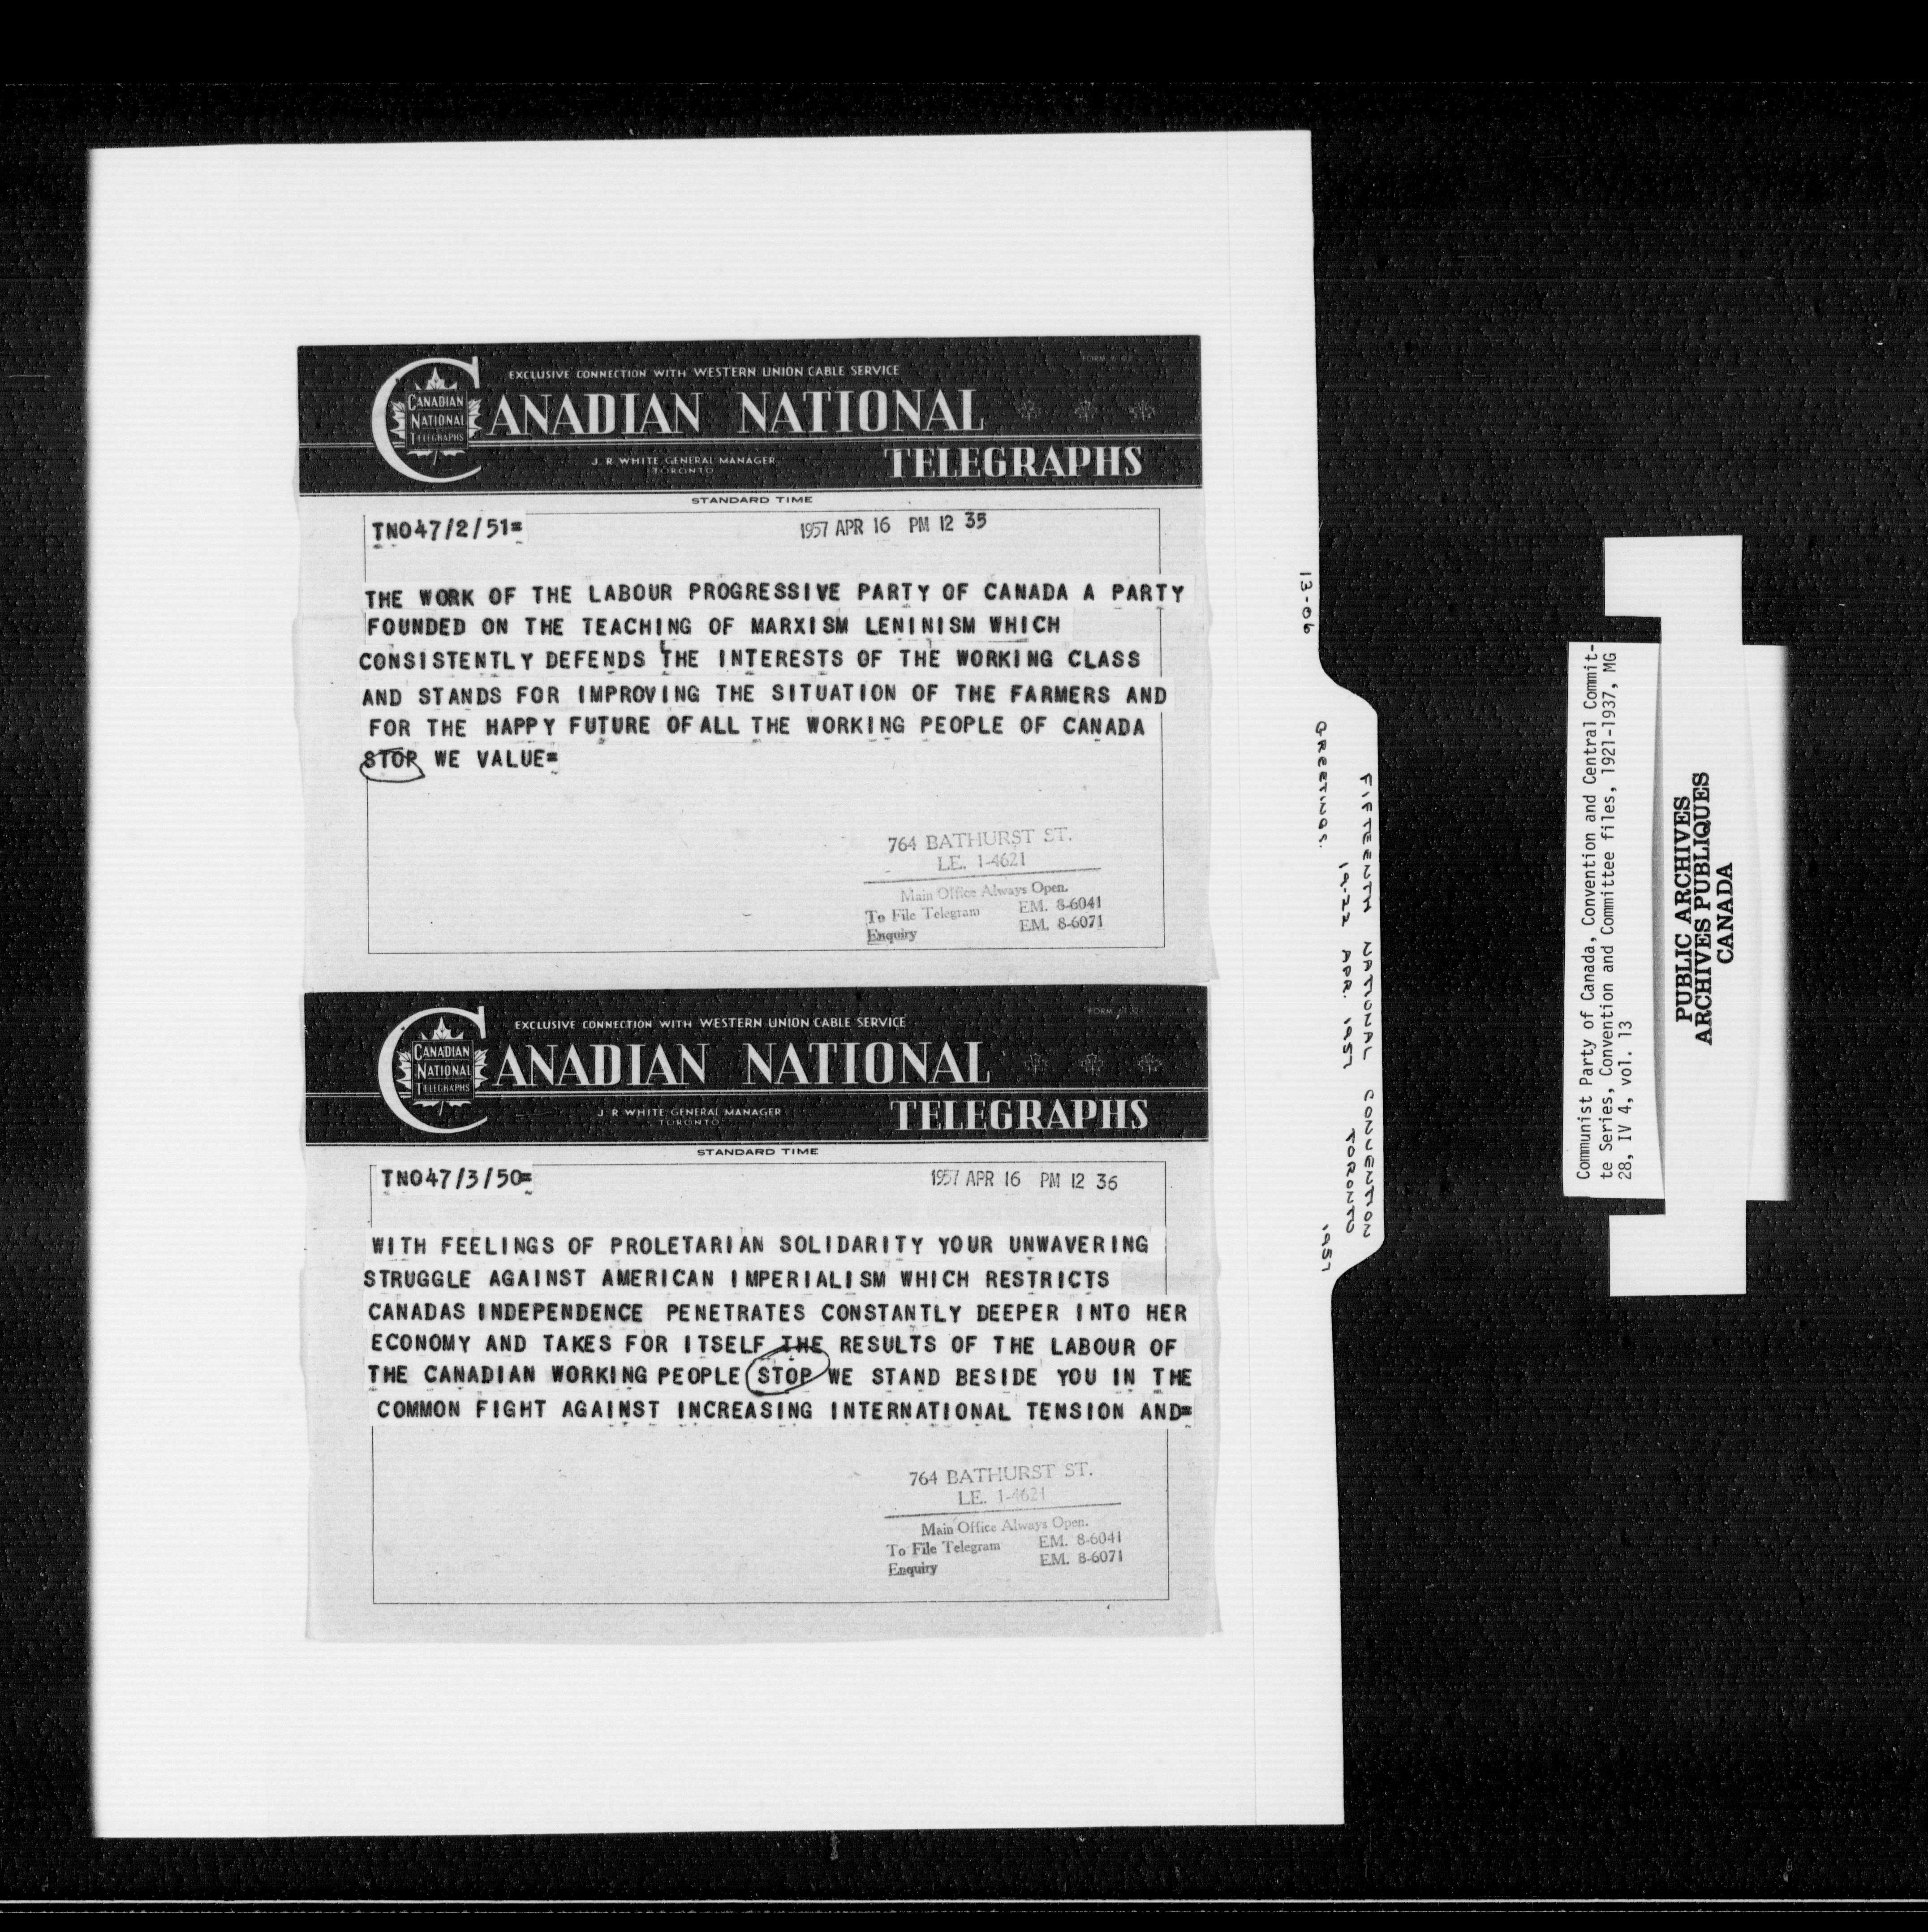 EXCLUSIVE CONNECTION WITH WESTERN UNION CABLE SERVICE
CANADIAN NATIONAL
CANADIAN
NATIONAL
TELEGRAPHS
TELEGRAPHS
J. R. WHITE GENERAL MANAGER
TORONTO
STANDARD TIME
TNO47/2/51=
1957 APR 16 PM 12 35
THE WORK OF THE LABOUR PROGRESSIVE PARTY OF CANADA A PARTY
FOUNDED ON THE TEACHING OF MARXISM LENINISM WHICH
CONSISTENTLY DEFENDS THE INTERESTS OF THE WORKING CLASS
AND STANDS FOR IMPROVING THE SITUATION OF THE FARMERS AND
FOR THE HAPPY FUTURE OF ALL THE WORKING PEOPLE OF CANADA
STOP WE VALUE=
764 BATHURST ST.
LE. 1-4621
Main Office Always Open.
To File Telegram EM. 8-6041
Enquiry EM. 8-6071
EXCLUSIVE CONNECTION WITH WESTERN UNION CABLE SERVICE
CANADIAN NATIONAL
CANADIAN
NATIONAL
TELEGRAPHS
TELEGRAPHS
J. R. WHITE GENERAL MANAGER
TORONTO
STANDARD TIME
TNO47/3/50=
1957 APR 16 PM 12 36
WITH FEELINGS OF PROLETARIAN SOLIDARITY YOUR UNWAVERING
STRUGGLE AGAINST AMERICAN IMPERIALISM WHICH RESTRICTS
CANADAS INDEPENDENCE PENETRATES CONSTANTLY DEEPER INTO HER
ECONOMY AND TAKES FOR ITSELF THE RESULTS OF THE LABOUR OF
THE CANADIAN WORKING PEOPLE STOP WE STAND BESIDE YOU IN THE
COMMON FIGHT AGAINST INCREASING INTERNATIONAL TENSION AND=
764 BATHURST ST.
LE. 1-4621
Main Office Always Open.
To File Telegram EM. 8-6041
Enquiry EM. 8-6071
13-06
FIFTEENTH NATIONAL CONVENTION
19-22 APR. 1957 TORONTO
GREETINGS. 1957
Communist Party of Canada, Convention and Central Commit-
te Series, Convention and Committee files, 1921-1937, MG
28, IV 4, vol. 13
PUBLIC ARCHIVES
ARCHIVES PUBLIQUES
CANADA